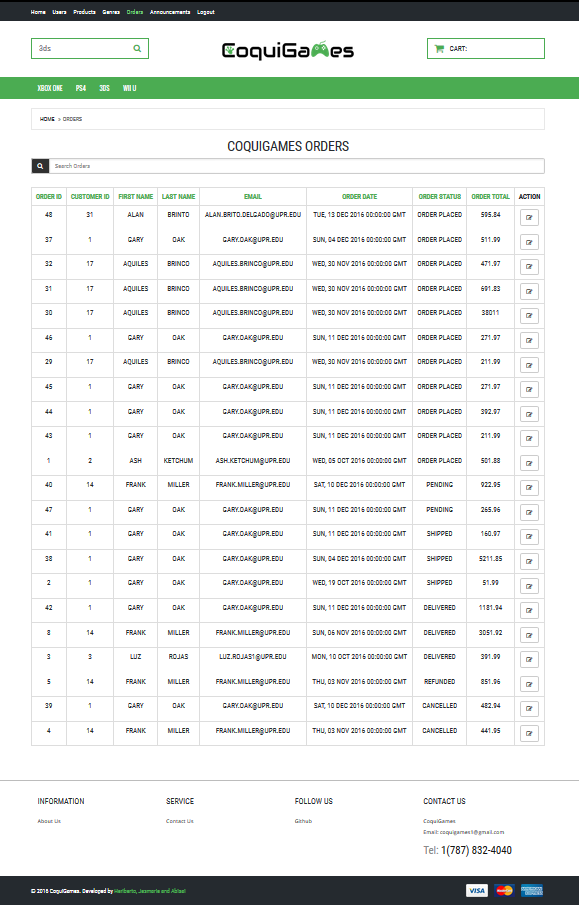 Home Users Products Genres Orders Announcements Logout
3ds
CoquiGames
CART:
XBOX ONE PS4 3DS WII U
HOME » ORDERS
COQUIGAMES ORDERS
Search Orders
ORDER ID CUSTOMER ID FIRST NAME LAST NAME EMAIL ORDER DATE ORDER STATUS ORDER TOTAL ACTION
48 31 ALAN BRINTO ALAN.BRITO.DELGADO@UPR.EDU TUE, 13 DEC 2016 00:00:00 GMT ORDER PLACED 595.84
37 1 GARY OAK GARY.OAK@UPR.EDU SUN, 04 DEC 2016 00:00:00 GMT ORDER PLACED 511.99
32 17 AQUILES BRINCO AQUILES.BRINCO@UPR.EDU WED, 30 NOV 2016 00:00:00 GMT ORDER PLACED 471.97
31 17 AQUILES BRINCO AQUILES.BRINCO@UPR.EDU WED, 30 NOV 2016 00:00:00 GMT ORDER PLACED 691.83
30 17 AQUILES BRINCO AQUILES.BRINCO@UPR.EDU WED, 30 NOV 2016 00:00:00 GMT ORDER PLACED 38011
46 1 GARY OAK GARY.OAK@UPR.EDU SUN, 11 DEC 2016 00:00:00 GMT ORDER PLACED 271.97
29 17 AQUILES BRINCO AQUILES.BRINCO@UPR.EDU WED, 30 NOV 2016 00:00:00 GMT ORDER PLACED 211.99
45 1 GARY OAK GARY.OAK@UPR.EDU SUN, 11 DEC 2016 00:00:00 GMT ORDER PLACED 271.97
44 1 GARY OAK GARY.OAK@UPR.EDU SUN, 11 DEC 2016 00:00:00 GMT ORDER PLACED 392.97
43 1 GARY OAK GARY.OAK@UPR.EDU SUN, 11 DEC 2016 00:00:00 GMT ORDER PLACED 211.99
1 2 ASH KETCHUM ASH.KETCHUM@UPR.EDU WED, 05 OCT 2016 00:00:00 GMT ORDER PLACED 501.88
40 14 FRANK MILLER FRANK.MILLER@UPR.EDU SAT, 10 DEC 2016 00:00:00 GMT PENDING 922.95
47 1 GARY OAK GARY.OAK@UPR.EDU SUN, 11 DEC 2016 00:00:00 GMT PENDING 265.96
41 1 GARY OAK GARY.OAK@UPR.EDU SUN, 11 DEC 2016 00:00:00 GMT SHIPPED 160.97
38 1 GARY OAK GARY.OAK@UPR.EDU SUN, 04 DEC 2016 00:00:00 GMT SHIPPED 5211.85
2 1 GARY OAK GARY.OAK@UPR.EDU WED, 19 OCT 2016 00:00:00 GMT SHIPPED 51.99
42 1 GARY OAK GARY.OAK@UPR.EDU SUN, 11 DEC 2016 00:00:00 GMT DELIVERED 1181.94
8 14 FRANK MILLER FRANK.MILLER@UPR.EDU SUN, 06 NOV 2016 00:00:00 GMT DELIVERED 3051.92
3 3 LUZ ROJAS LUZ.ROJAS1@UPR.EDU MON, 10 OCT 2016 00:00:00 GMT DELIVERED 391.99
5 14 FRANK MILLER FRANK.MILLER@UPR.EDU THU, 03 NOV 2016 00:00:00 GMT REFUNDED 851.96
39 1 GARY OAK GARY.OAK@UPR.EDU SAT, 10 DEC 2016 00:00:00 GMT CANCELLED 482.94
4 14 FRANK MILLER FRANK.MILLER@UPR.EDU THU, 03 NOV 2016 00:00:00 GMT CANCELLED 441.95
INFORMATION SERVICE FOLLOW US CONTACT US
About Us Contact Us Github CoquiGames
Email: coquigames1@gmail.com
Tel: 1(787) 832-4040
© 2016 CoquiGames. Developed by Heriberto, Jesmarie and Abisai
VISA MasterCard